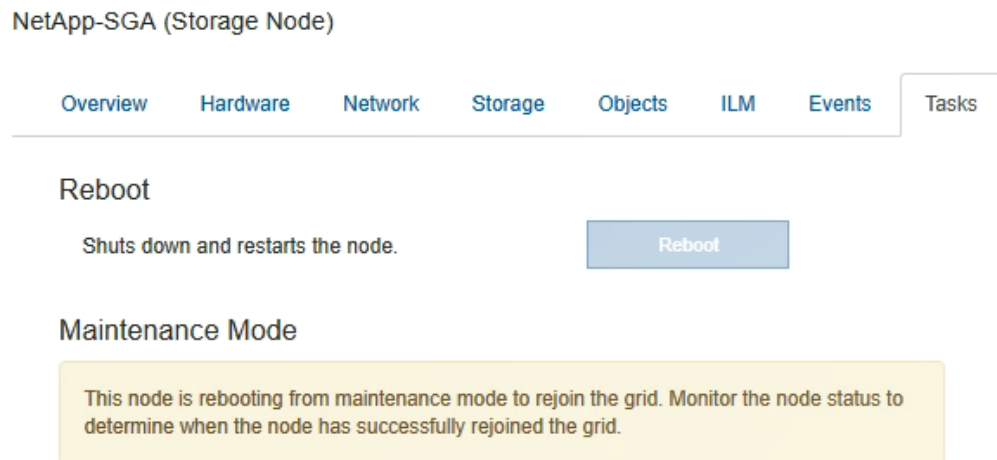 NetApp-SGA (Storage Node)
Overview Hardware Network Storage Objects ILM Events Tasks
Reboot
Shuts down and restarts the node. Reboot
Maintenance Mode
This node is rebooting from maintenance mode to rejoin the grid. Monitor the node status to
determine when the node has successfully rejoined the grid.